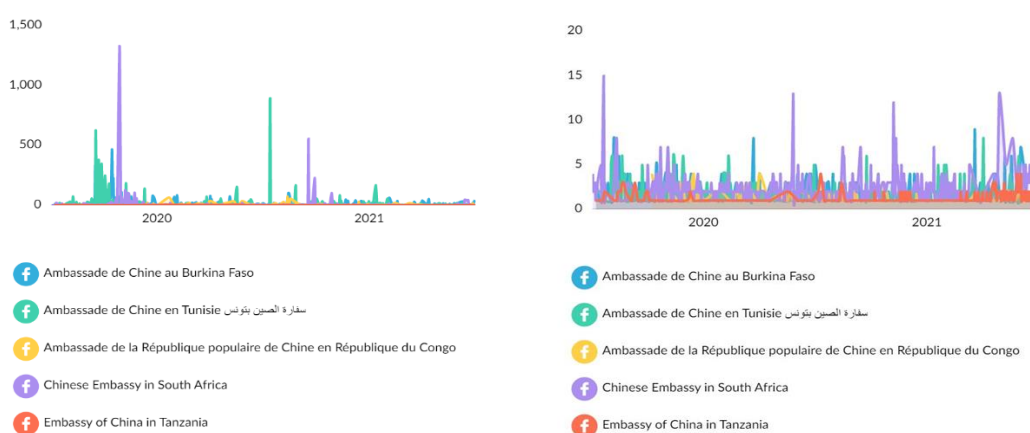 1,500
1,000
500
0
2020
2021
Ambassade de Chine au Burkina Faso
Ambassade de Chine en Tunisie سفارة الصين بتونس
Ambassade de la République populaire de Chine en République du Congo
Chinese Embassy in South Africa
Embassy of China in Tanzania
20
15
10
5
0
2020
2021
Ambassade de Chine au Burkina Faso
Ambassade de Chine en Tunisie سفارة الصين بتونس
Ambassade de la République populaire de Chine en République du Congo
Chinese Embassy in South Africa
Embassy of China in Tanzania